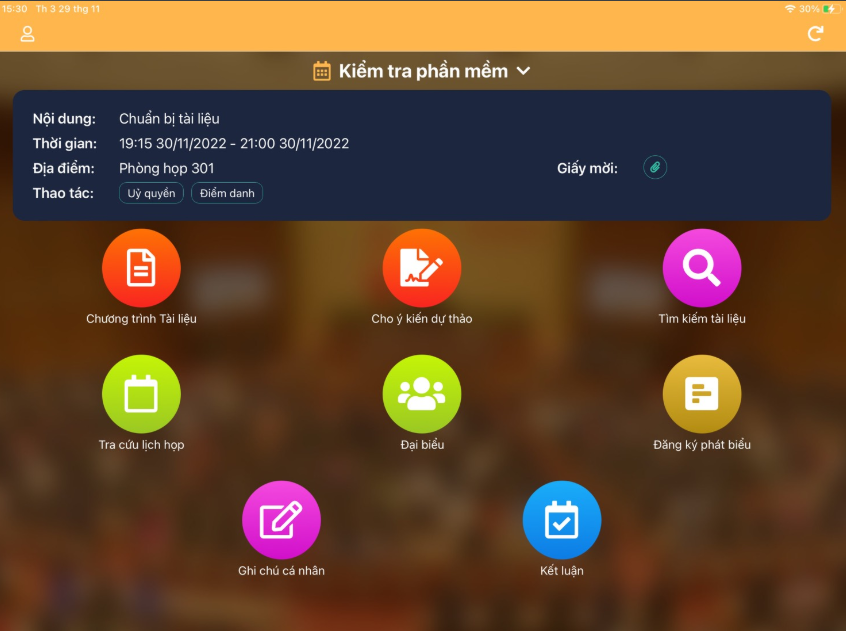 15:30 Th 3 29 thg 11
30%
Kiểm tra phần mềm
Nội dung: Chuẩn bị tài liệu
Thời gian: 19:15 30/11/2022 - 21:00 30/11/2022
Địa điểm: Phòng họp 301 Giấy mời:
Thao tác: Uỷ quyền Điểm danh
Chương trình Tài liệu
Cho ý kiến dự thảo
Tìm kiếm tài liệu
Tra cứu lịch họp
Đại biểu
Đăng ký phát biểu
Ghi chú cá nhân
Kết luận